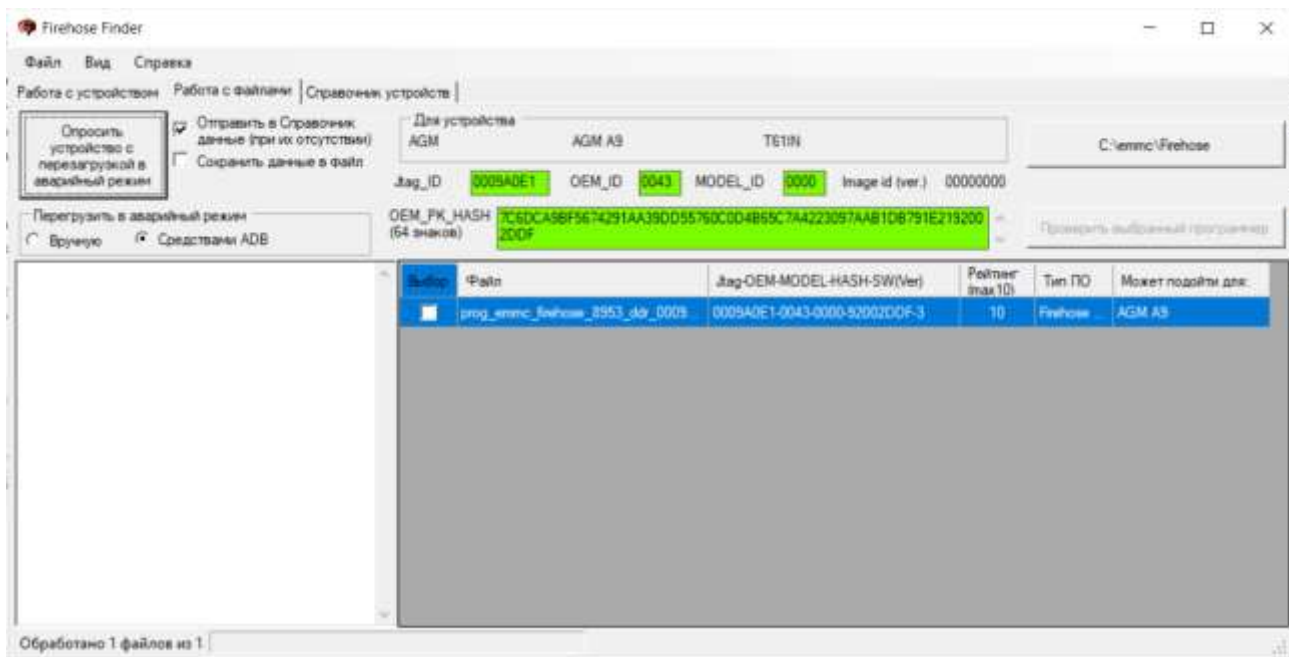 Firehose Finder
Файл Вид Справка
Работа с устройством Работа с файлами Справочник устройств
Опросить
устройство с
перезагрузкой в
аварийный режим
Отправить в Справочник
данные (при их отсутствии)
Сохранить данные в файл
Перегрузить в аварийный режим
Вручную Средствами ADB
Для устройства
AGM AGM A9 T61IN
Jtag_ID 0009A0E1 OEM_ID 0043 MODEL_ID 0000 Image id (ver.) 00000000
OEM_PK_HASH
(64 знаков)
2DDF
C:\emmc\Firehose
Проверить выбранный программер
Выбор Файл Jtag-OEM-MODEL-HASH-SW(Ver) Рейтинг
(max10) Тип ПО Может подойти для:
prog_emmc_firehose_8953_ddr_0009... 0009A0E1-0043-0000-92002DDF-3 10 Firehose ... AGM A9
Обработано 1 файлов из 1